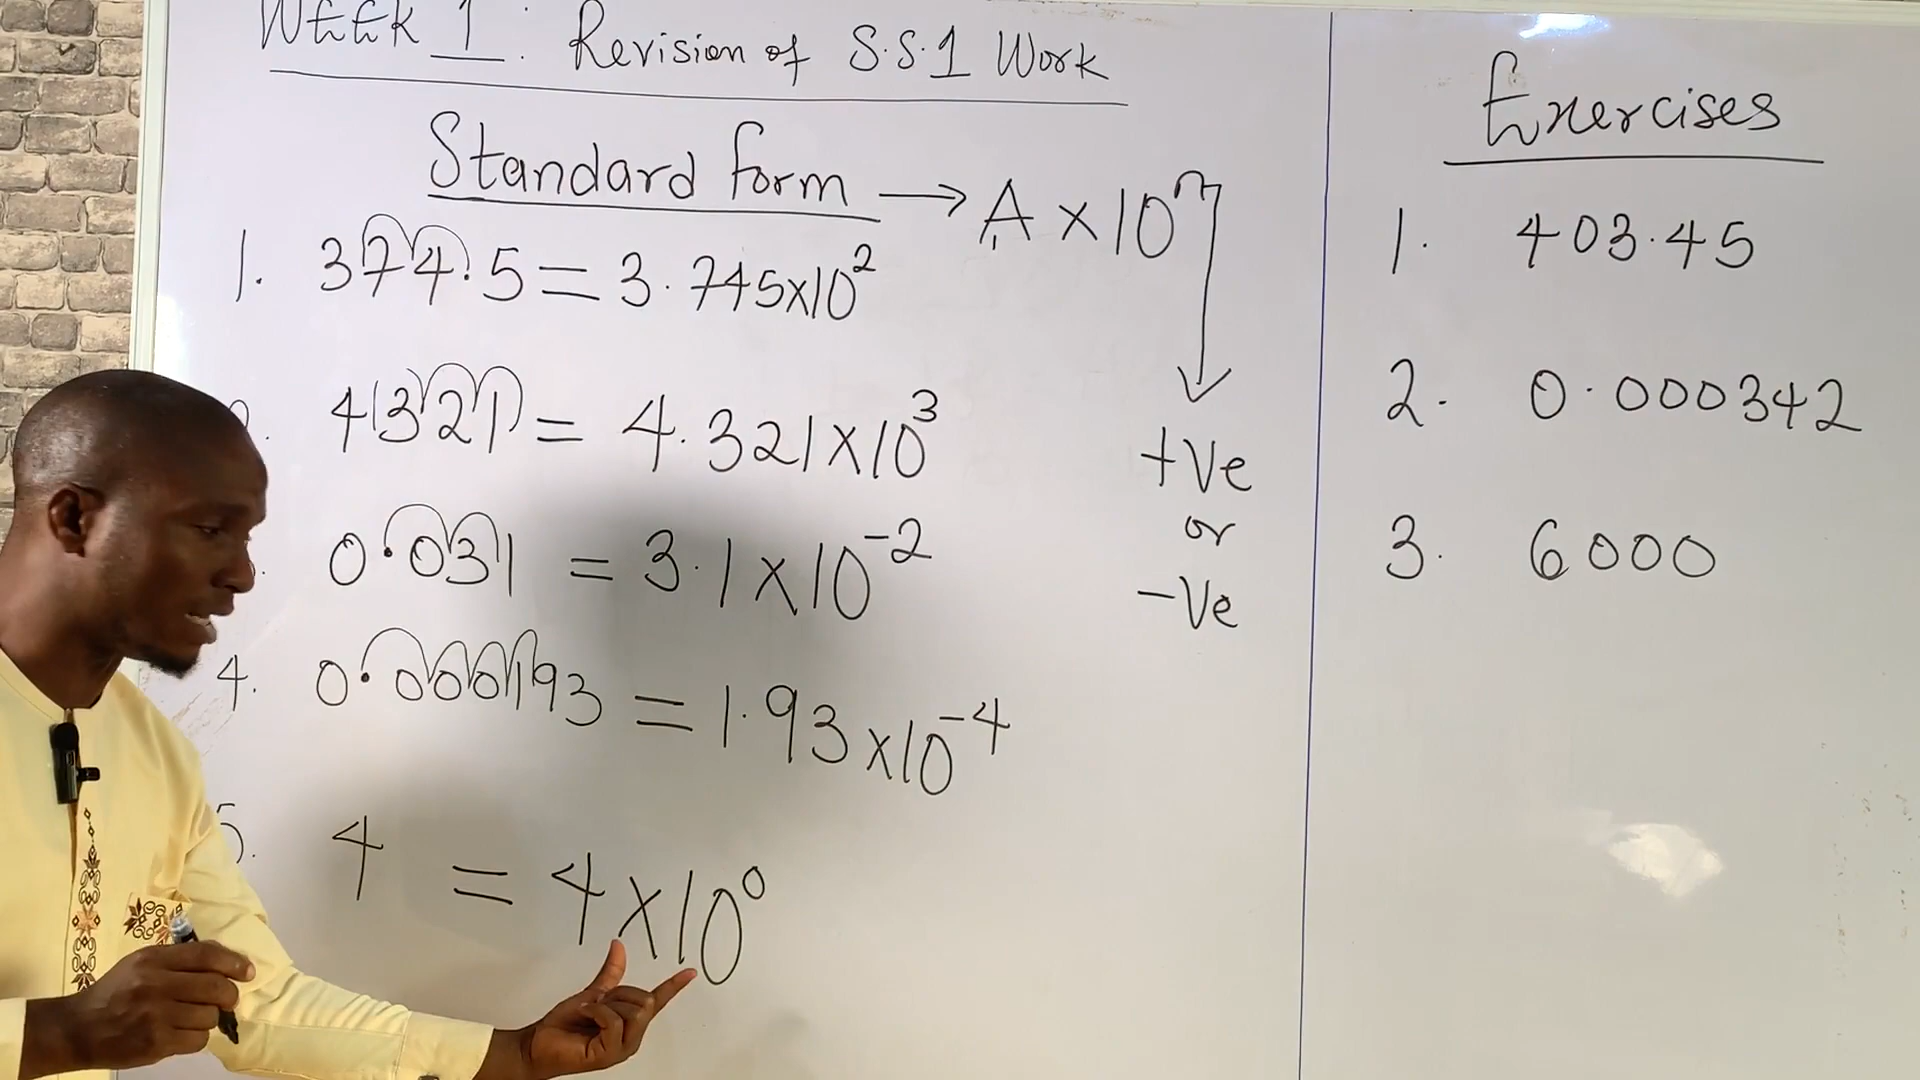 Week 1: Revision of S.S.1 Work
Standard form → A × 10ⁿ
1. 374.5 = 3.745×10²
2. 4321 = 4.321×10³
0.031 = 3.1×10⁻²
4. 0.000193 = 1.93×10⁻⁴
5. 4 = 4×10⁰
+ve
or
-ve
Exercises
1. 403.45
2. 0.000342
3. 6000